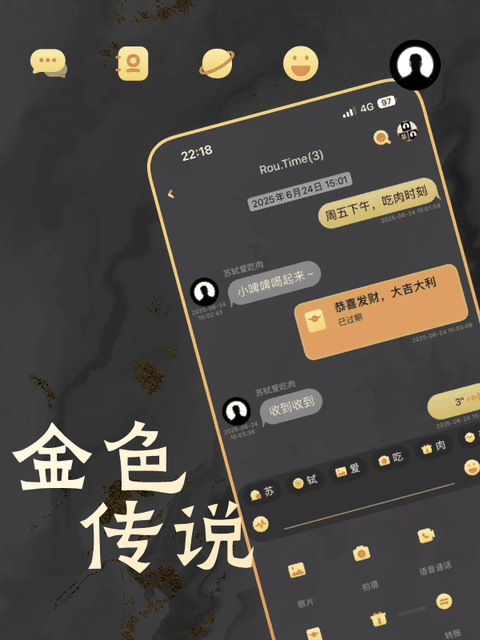 22:18
4G
97
Rou.Time(3)
2025年6月24日 15:01
周五下午，吃肉时刻
2025-06-24 15:01:59
苏轼爱吃肉
小啤啤喝起来~
2025-06-24
15:02:43
恭喜发财，大吉大利
已过期
2025-06-24 15:03:08
苏轼爱吃肉
收到收到
2025-06-24
15:03:38
3"
苏
轼
爱
吃
肉
金色
传说
照片
拍摄
语音通话
转账